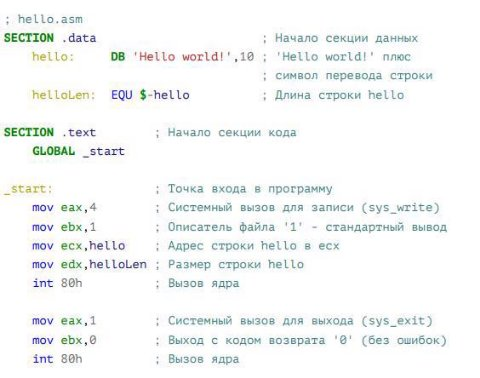 ; hello.asm
SECTION .data                         ; Начало секции данных
    hello:     DB 'Hello world!',10 ; 'Hello world!' плюс
                                    ; символ перевода строки
    helloLen:  EQU $-hello          ; Длина строки hello

SECTION .text        ; Начало секции кода
    GLOBAL _start

_start:              ; Точка входа в программу
    mov eax,4        ; Системный вызов для записи (sys_write)
    mov ebx,1        ; Описатель файла '1' - стандартный вывод
    mov ecx,hello    ; Адрес строки hello в ecx
    mov edx,helloLen ; Размер строки hello
    int 80h          ; Вызов ядра

    mov eax,1        ; Системный вызов для выхода (sys_exit)
    mov ebx,0        ; Выход с кодом возврата '0' (без ошибок)
    int 80h          ; Вызов ядра